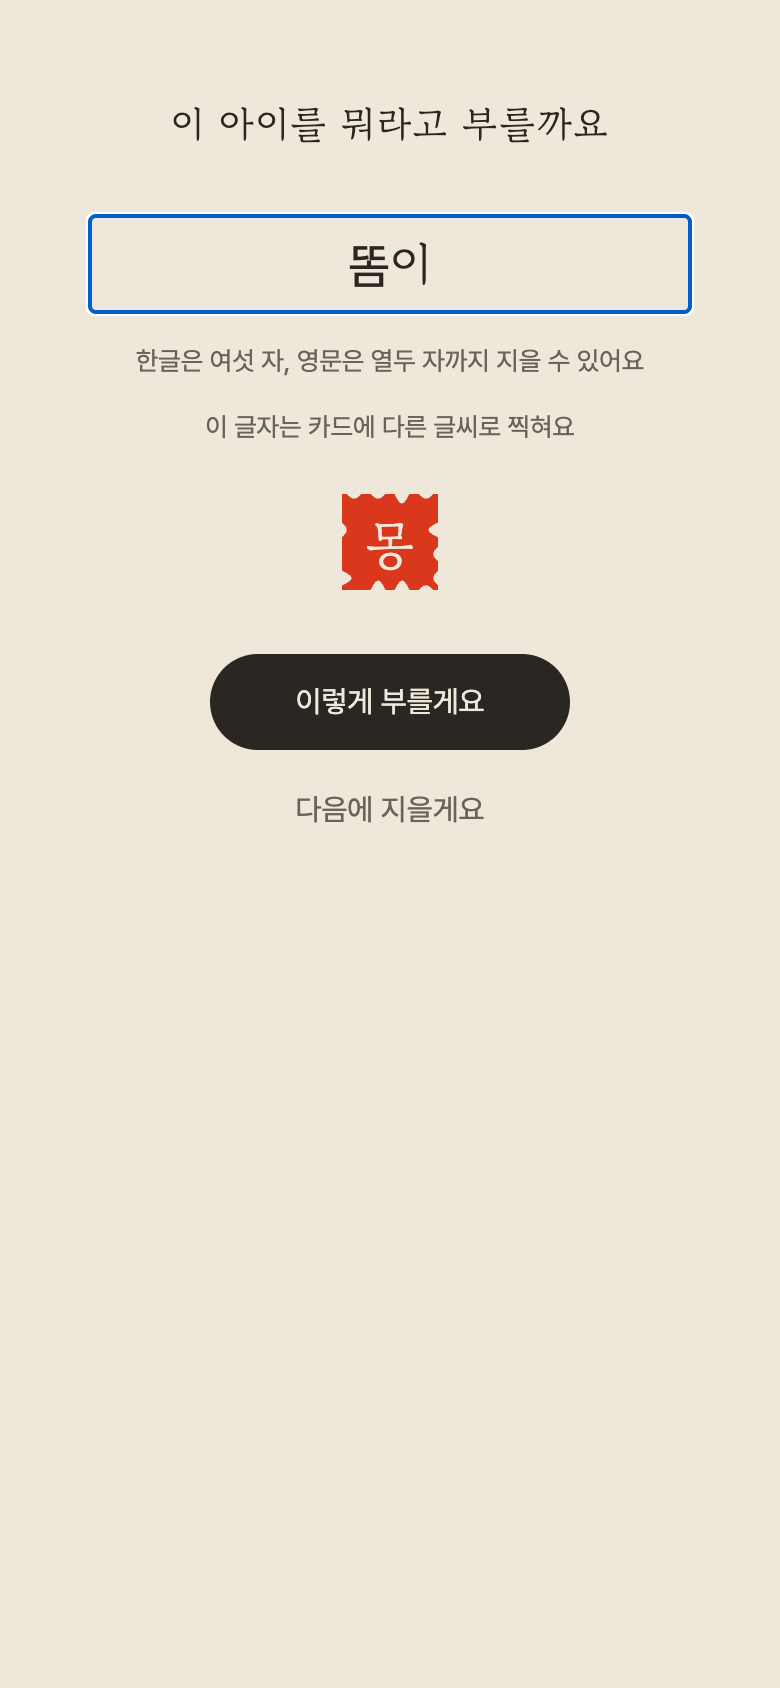 이 아이를 뭐라고 부를까요
똠이
한글은 여섯 자, 영문은 열두 자까지 지을 수 있어요
이 글자는 카드에 다른 글씨로 찍혀요
몽
이렇게 부를게요
다음에 지을게요